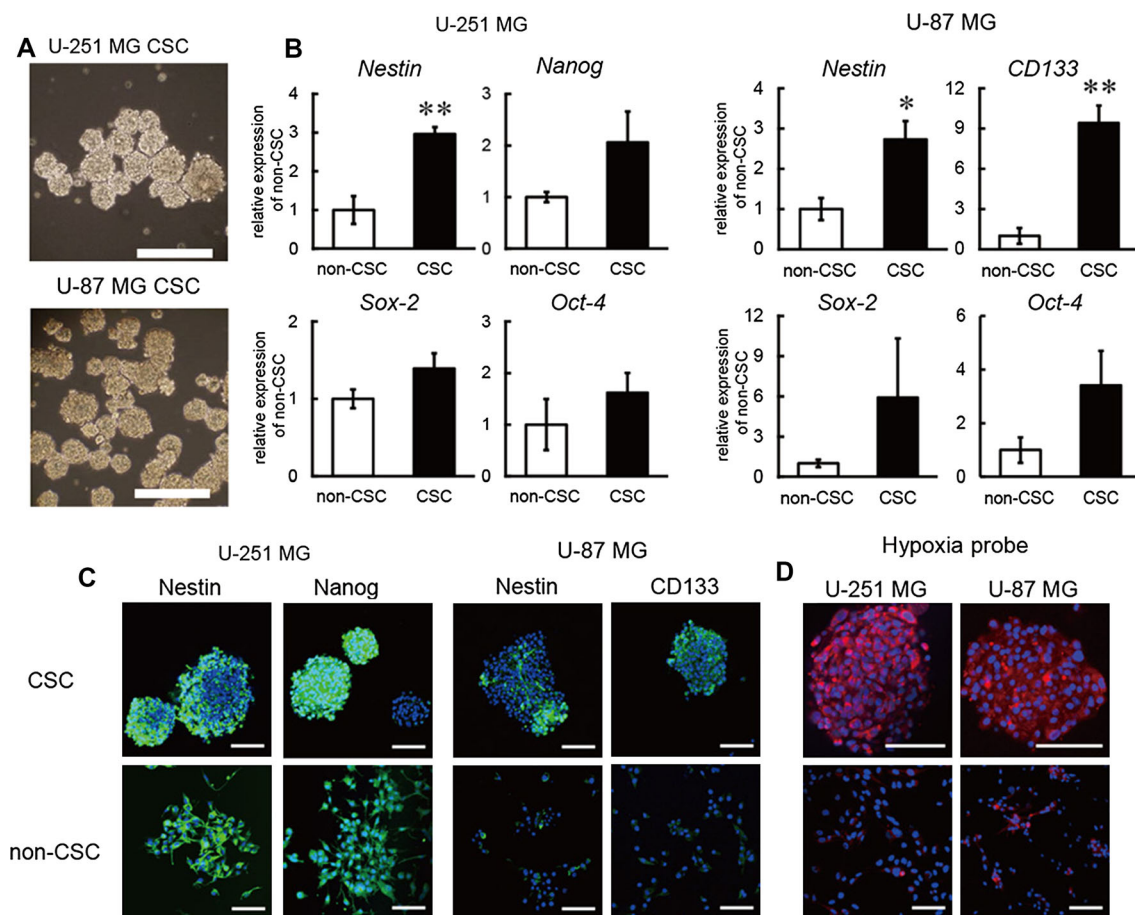 A
U-251 MG CSC
U-87 MG CSC
B
U-251 MG
U-87 MG
Nestin
Nanog
Nestin
CD133
relative expression
of non-CSC
4
3
2
1
0
**
non-CSC
CSC
4
3
2
1
0
non-CSC
CSC
relative expression
of non-CSC
4
3
2
1
0
*
non-CSC
CSC
12
9
6
3
0
**
non-CSC
CSC
Sox-2
Oct-4
Sox-2
Oct-4
relative expression
of non-CSC
2
1
0
non-CSC
CSC
3
2
1
0
non-CSC
CSC
relative expression
of non-CSC
12
9
6
3
0
non-CSC
CSC
6
4
2
0
non-CSC
CSC
C
U-251 MG
U-87 MG
Nestin
Nanog
Nestin
CD133
CSC
non-CSC
D
Hypoxia probe
U-251 MG
U-87 MG